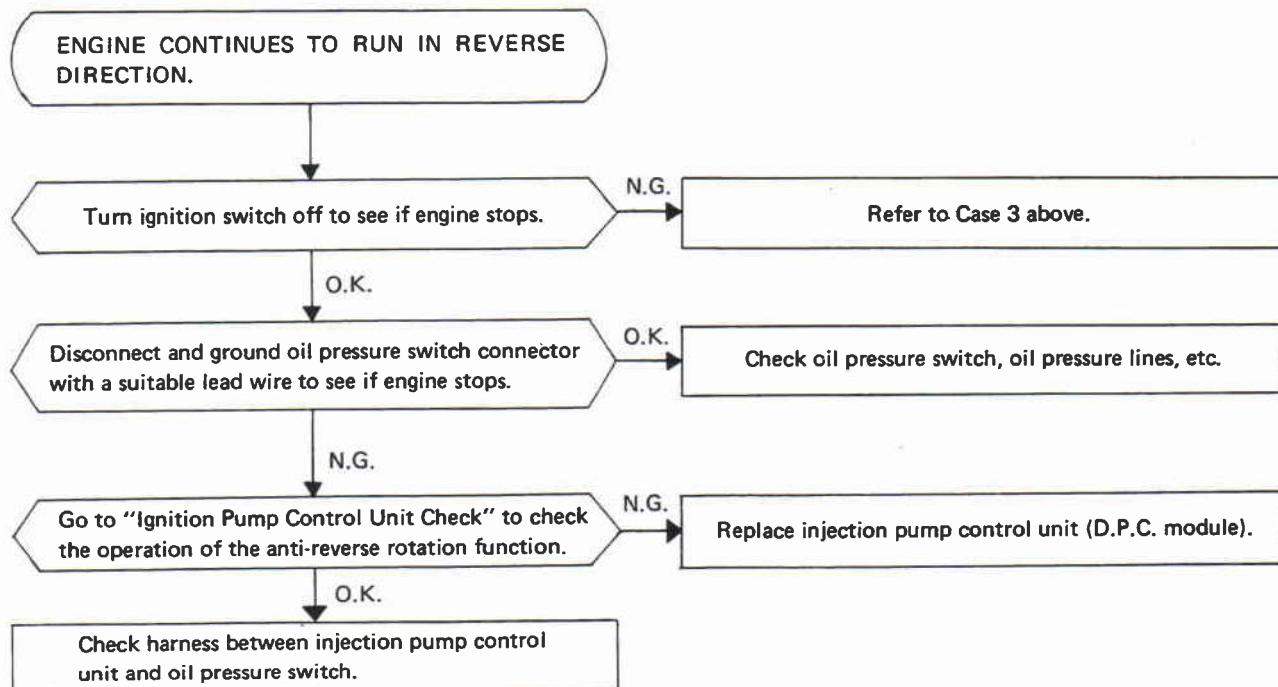 ENGINE CONTINUES TO RUN IN REVERSE
DIRECTION.
N.G.
Turn ignition switch off to see if engine stops.
Refer to Case 3 above.
O.K.
O.K.
Disconnect and ground oil pressure switch connector
with a suitable lead wire to see if engine stops.
Check oil pressure switch, oil pressure lines, etc.
N.G.
N.G.
Go to "Ignition Pump Control Unit Check" to check
the operation of the anti-reverse rotation function.
Replace injection pump control unit (D.P.C. module).
O.K.
Check harness between injection pump control
unit and oil pressure switch.